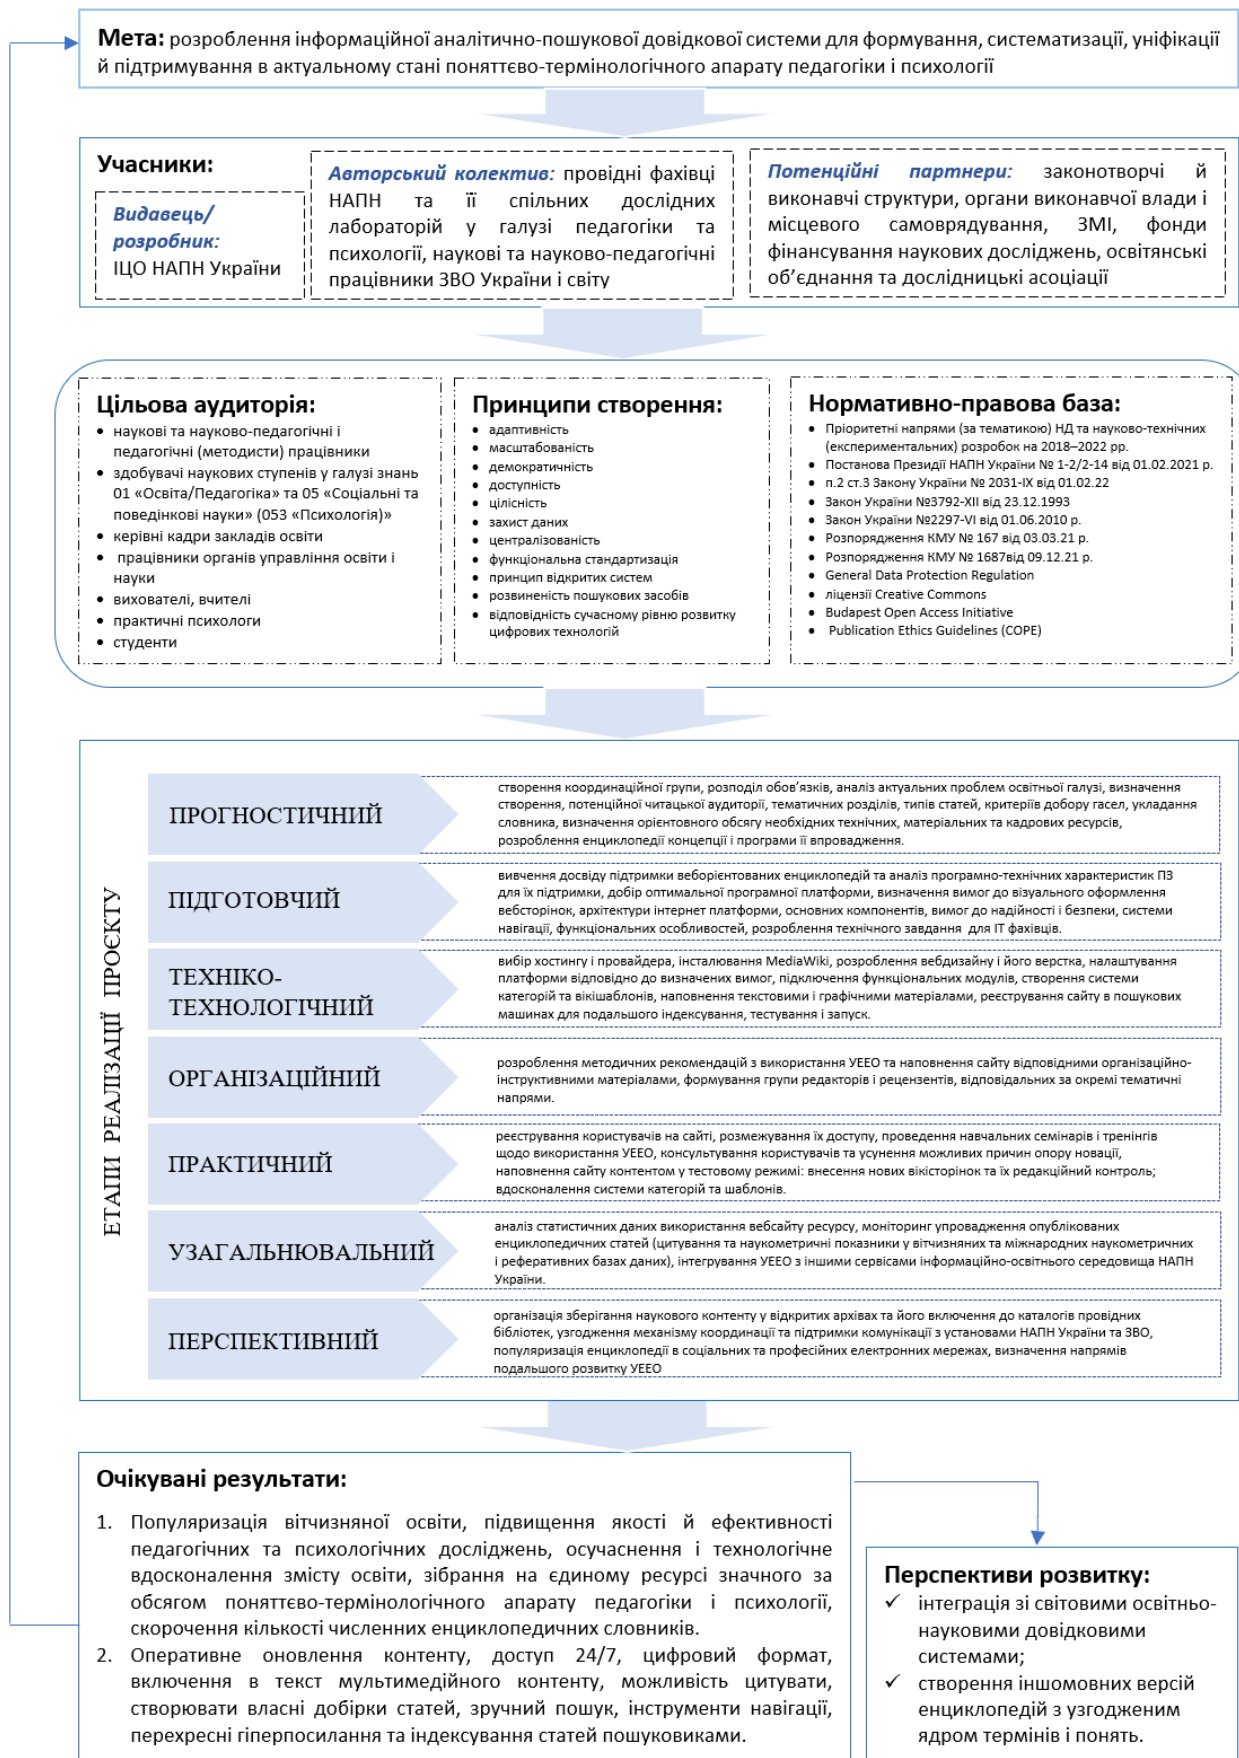 Мета: розроблення інформаційної аналітично-пошукової довідкової системи для формування, систематизації, уніфікації
й підтримування в актуальному стані поняттєво-термінологічного апарату педагогіки і психології
Учасники:
Видавець/
розробник:
ІЦО НАПН України
Авторський колектив: провідні фахівці
НАПН та її спільних дослідних
лабораторій у галузі педагогіки та
психології, наукові та науково-педагогічні
працівники ЗВО України і світу
Потенційні партнери: законотворчі й
виконавчі структури, органи виконавчої влади і
місцевого самоврядування, ЗМІ, фонди
фінансування наукових досліджень, освітянські
об’єднання та дослідницькі асоціації
Цільова аудиторія:
• наукові та науково-педагогічні і
педагогічні (методисти) працівники
• здобувачі наукових ступенів у галузі знань
01 «Освіта/Педагогіка» та 05 «Соціальні та
поведінкові науки» (053 «Психологія)»
• керівні кадри закладів освіти
• працівники органів управління освіти і
науки
• вихователі, вчителі
• практичні психологи
• студенти
Принципи створення:
• адаптивність
• масштабованість
• демократичність
• доступність
• цілісність
• захист даних
• централізованість
• функціональна стандартизація
• принцип відкритих систем
• розвиненість пошукових засобів
• відповідність сучасному рівню розвитку
цифрових технологій
Нормативно-правова база:
• Пріоритетні напрями (за тематикою) НД та науково-технічних
(експериментальних) розробок на 2018–2022 рр.
• Постанова Президії НАПН України № 1-2/2-14 від 01.02.2021 р.
• п.2 ст.3 Закону України № 2031-IX від 01.02.22
• Закон України №3792-XII від 23.12.1993
• Закон України №2297-VI від 01.06.2010 р.
• Розпорядження КМУ № 167 від 03.03.21 р.
• Розпорядження КМУ № 1687від 09.12.21 р.
• General Data Protection Regulation
• ліцензії Creative Commons
• Budapest Open Access Initiative
• Publication Ethics Guidelines (COPE)
ЕТАПИ РЕАЛІЗАЦІЇ ПРОЄКТУ
ПРОГНОСТИЧНИЙ
створення координаційної групи, розподіл обов’язків, аналіз актуальних проблем освітньої галузі, визначення
створення, потенційної читацької аудиторії, тематичних розділів, типів статей, критеріїв добору гасел, укладання
словника, визначення орієнтовного обсягу необхідних технічних, матеріальних та кадрових ресурсів,
розроблення енциклопедії концепції і програми її впровадження.
ПІДГОТОВЧИЙ
вивчення досвіду підтримки веборієнтованих енциклопедій та аналіз програмно-технічних характеристик ПЗ
для їх підтримки, добір оптимальної програмної платформи, визначення вимог до візуального оформлення
вебсторінок, архітектури інтернет платформи, основних компонентів, вимог до надійності і безпеки, системи
навігації, функціональних особливостей, розроблення технічного завдання для ІТ фахівців.
ТЕХНІКО-
ТЕХНОЛОГІЧНИЙ
вибір хостингу і провайдера, інсталювання MediaWiki, розроблення вебдизайну і його верстка, налаштування
платформи відповідно до визначених вимог, підключення функціональних модулів, створення системи
категорій та вікішаблонів, наповнення текстовими і графічними матеріалами, реєстрування сайту в пошукових
машинах для подальшого індексування, тестування і запуск.
ОРГАНІЗАЦІЙНИЙ
розроблення методичних рекомендацій з використання УЕЕО та наповнення сайту відповідними організаційно-
інструктивними матеріалами, формування групи редакторів і рецензентів, відповідальних за окремі тематичні
напрями.
ПРАКТИЧНИЙ
реєстрування користувачів на сайті, розмежування їх доступу, проведення навчальних семінарів і тренінгів
щодо використання УЕЕО, консультування користувачів та усунення можливих причин опору новації,
наповнення сайту контентом у тестовому режимі: внесення нових вікісторінок та їх редакційний контроль;
вдосконалення системи категорій та шаблонів.
УЗАГАЛЬНЮВАЛЬНИЙ
аналіз статистичних даних використання вебсайту ресурсу, моніторинг упровадження опублікованих
енциклопедичних статей (цитування та наукометричні показники у вітчизняних та міжнародних наукометричних
і реферативних базах даних), інтегрування УЕЕО з іншими сервісами інформаційно-освітнього середовища НАПН
України.
ПЕРСПЕКТИВНИЙ
організація зберігання наукового контенту у відкритих архівах та його включення до каталогів провідних
бібліотек, узгодження механізму координації та підтримки комунікації з установами НАПН України та ЗВО,
популяризація енциклопедії в соціальних та професійних електронних мережах, визначення напрямів
подальшого розвитку УЕЕО
Очікувані результати:
1. Популяризація вітчизняної освіти, підвищення якості й ефективності
педагогічних та психологічних досліджень, осучаснення і технологічне
вдосконалення змісту освіти, зібрання на єдиному ресурсі значного за
обсягом поняттєво-термінологічного апарату педагогіки і психології,
скорочення кількості численних енциклопедичних словників.
2. Оперативне оновлення контенту, доступ 24/7, цифровий формат,
включення в текст мультимедійного контенту, можливість цитувати,
створювати власні добірки статей, зручний пошук, інструменти навігації,
перехресні гіперпосилання та індексування статей пошуковиками.
Перспективи розвитку:
✓ інтеграція зі світовими освітньо-
науковими довідковими
системами;
✓ створення іншомовних версій
енциклопедій з узгодженим
ядром термінів і понять.